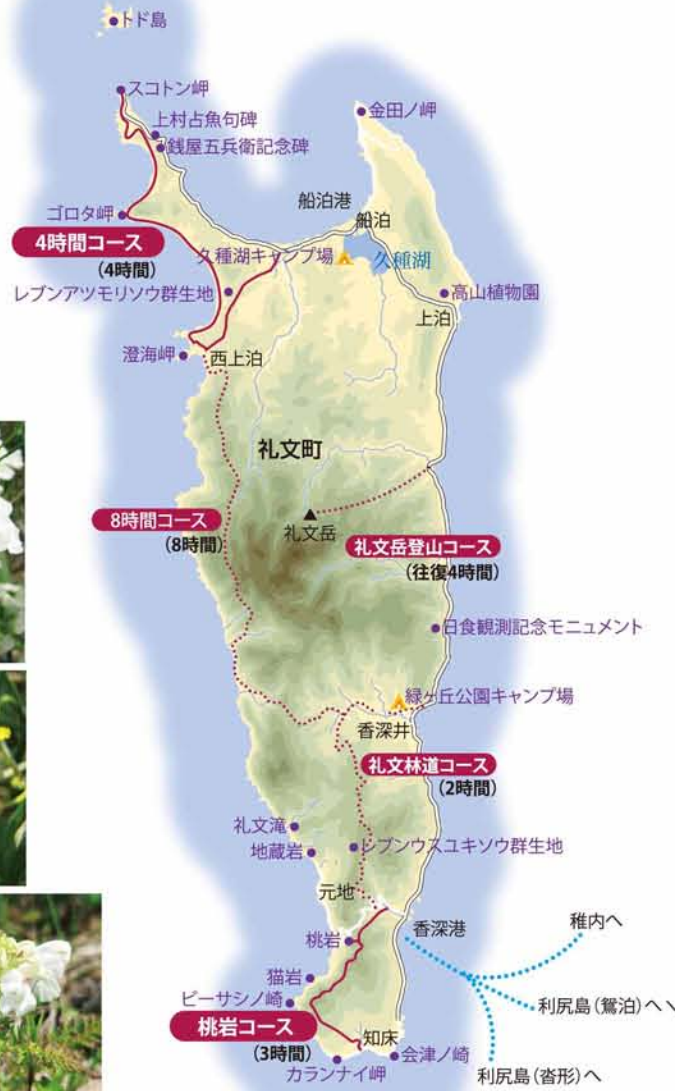 トド島
スコトン岬
上村占魚句碑
銭屋五兵衛記念碑
金田ノ岬
船泊港
船泊
ゴロタ岬
4時間コース
(4時間)
久種湖キャンプ場
久種湖
レブンアツモリソウ群生地
高山植物園
上泊
澄海岬
西上泊
礼文町
8時間コース
(8時間)
礼文岳
礼文岳登山コース
(往復4時間)
日食観測記念モニュメント
緑ヶ丘公園キャンプ場
香深井
礼文林道コース
(2時間)
礼文滝
地蔵岩
レブンウスユキソウ群生地
元地
香深港
稚内へ
桃岩
猫岩
ピーサシノ崎
利尻島(鴛泊)へ
桃岩コース
(3時間)
知床
会津ノ崎
カランナイ岬
利尻島(沓形)へ